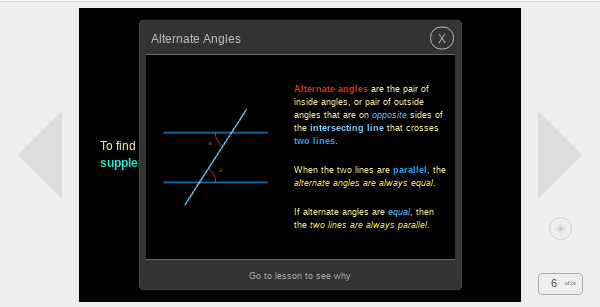 Alternate Angles
X
To find
supple
Alternate angles are the pair of
inside angles, or pair of outside
angles that are on opposite sides of
the intersecting line that crosses
two lines.
When the two lines are parallel, the
alternate angles are always equal.
If alternate angles are equal, then
the two lines are always parallel.
a
a
Go to lesson to see why
6 of 24